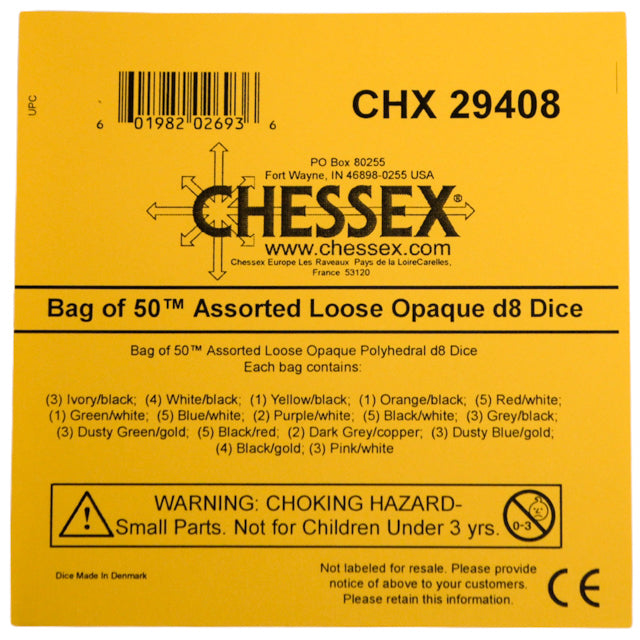 UPC
6 01982 02693 6
CHX 29408
PO Box 80255
Fort Wayne, IN 46898-0255 USA
CHESSEX®
www.chessex.com
Chessex Europe Les Raveaux Pays de la LoireCarelles,
France 53120
Bag of 50™ Assorted Loose Opaque d8 Dice
Bag of 50™ Assorted Loose Opaque Polyhedral d8 Dice
Each bag contains:
(3) Ivory/black; (4) White/black; (1) Yellow/black; (1) Orange/black; (5) Red/white;
(1) Green/white; (5) Blue/white; (2) Purple/white; (5) Black/white; (3) Grey/black;
(3) Dusty Green/gold; (5) Black/red; (2) Dark Grey/copper; (3) Dusty Blue/gold;
(4) Black/gold; (3) Pink/white
WARNING: CHOKING HAZARD-
Small Parts. Not for Children Under 3 yrs.
0-3
Dice Made In Denmark
Not labeled for resale. Please provide
notice of above to your customers.
Please retain this information.
CE